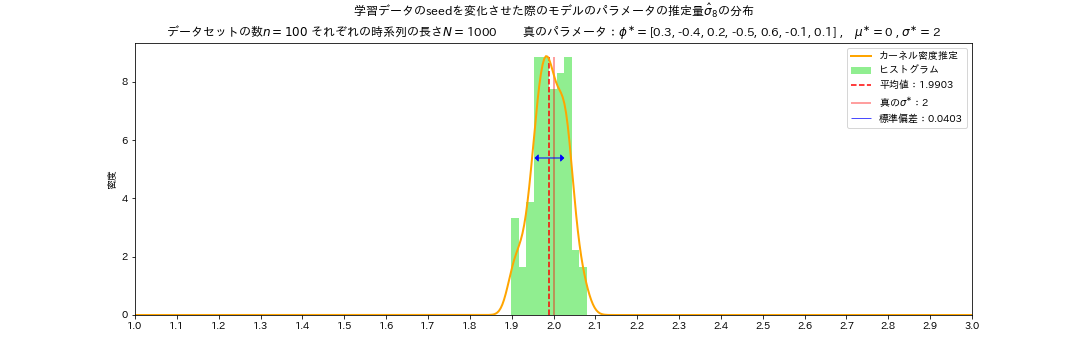 学習データのseedを変化させた際のモデルのパラメータの推定量σ̂₈の分布
データセットの数n = 100 それぞれの時系列の長さN = 1000 真のパラメータ：ϕ* = [0.3, -0.4, 0.2, -0.5, 0.6, -0.1, 0.1] , μ* = 0 , σ* = 2
カーネル密度推定
ヒストグラム
平均値：1.9903
真のσ*：2
標準偏差：0.0403
密度
8
6
4
2
0
1.0 1.1 1.2 1.3 1.4 1.5 1.6 1.7 1.8 1.9 2.0 2.1 2.2 2.3 2.4 2.5 2.6 2.7 2.8 2.9 3.0